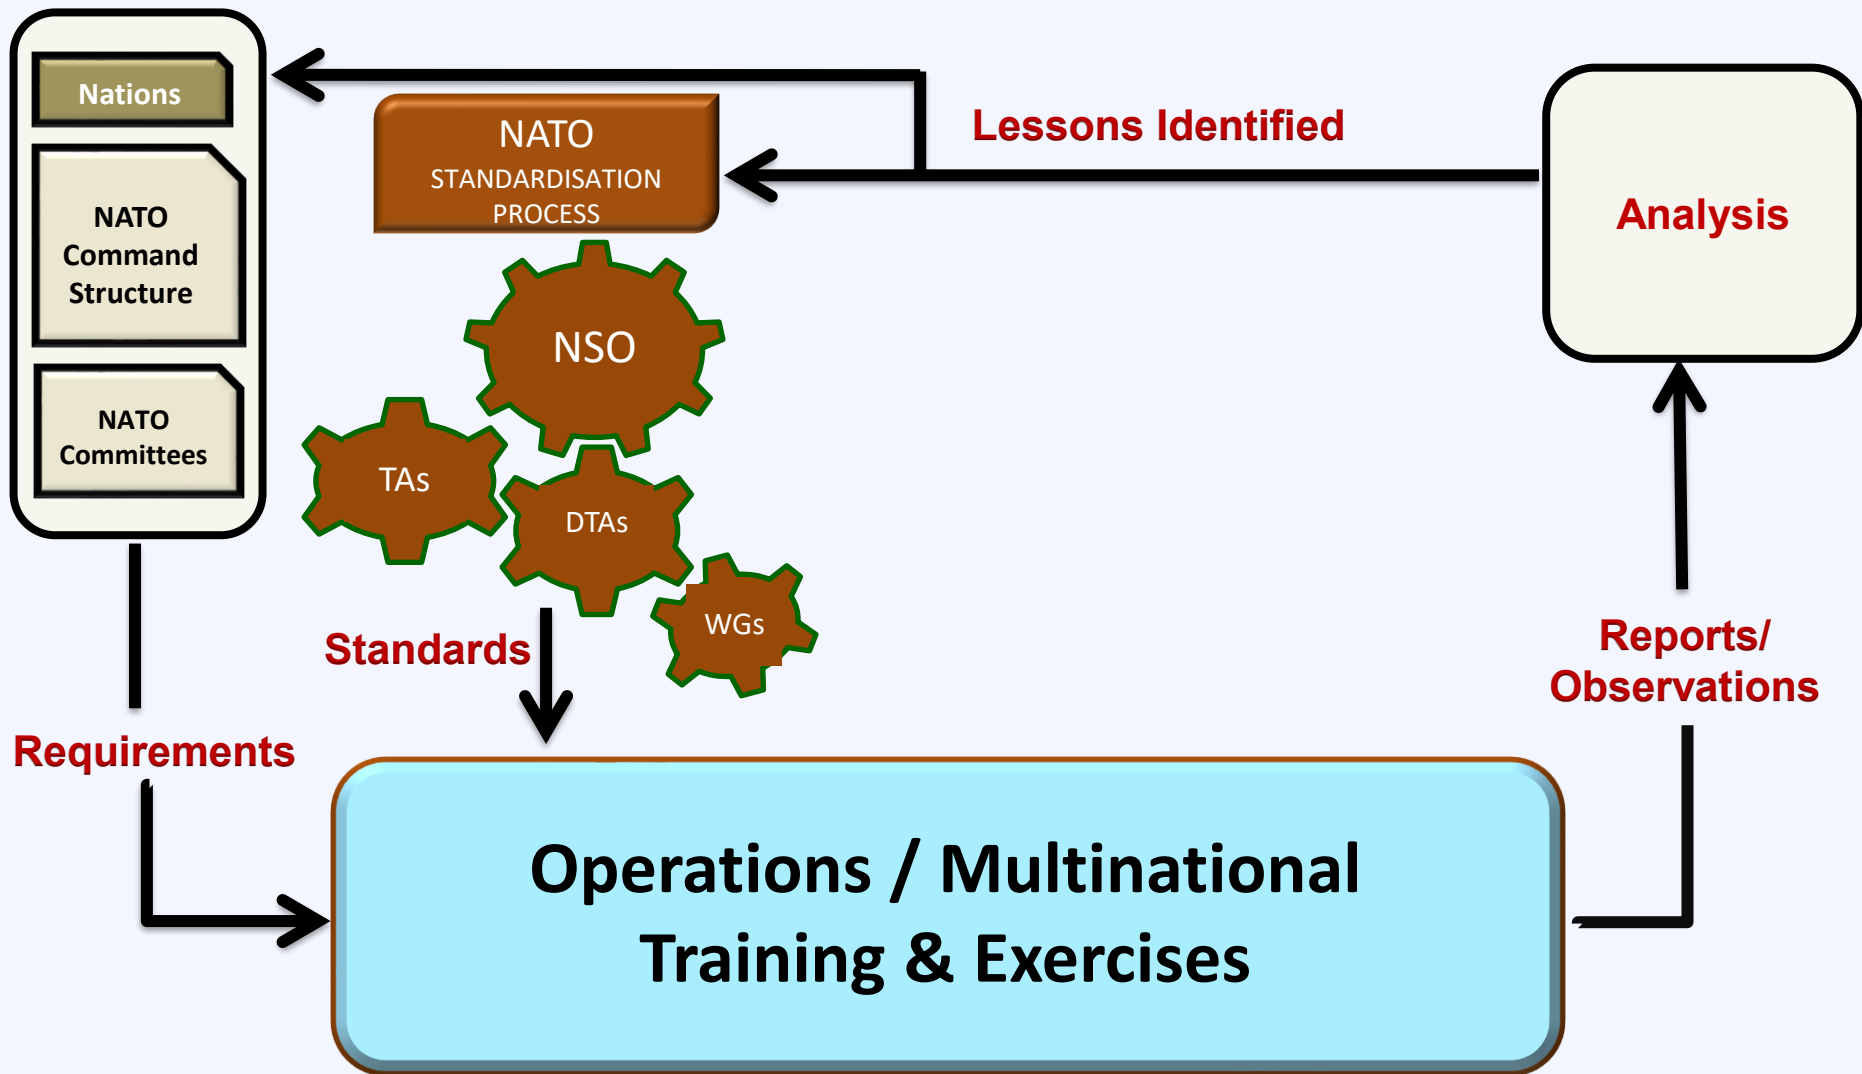 Nations
NATO
Command
Structure
NATO
Committees
NATO
STANDARDISATION
PROCESS
NSO
TAs
DTAs
WGs
Lessons Identified
Analysis
Standards
Requirements
Reports/
Observations
Operations / Multinational
Training & Exercises